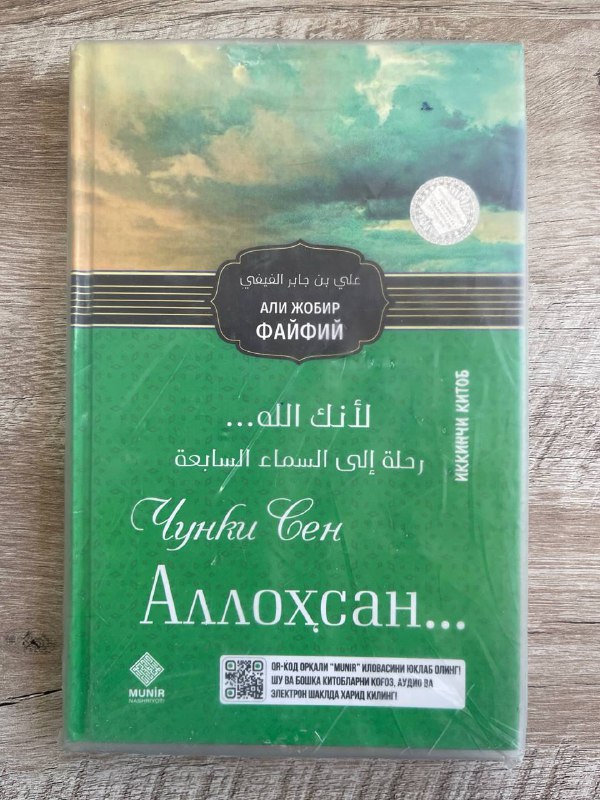 علي بن جابر الفيفي
АЛИ ЖОБИР
ФАЙФИЙ
ИККИНЧИ КИТОБ
لأنك الله...
رحلة إلى السماء السابعة
Чунки Сен
Аллоҳсан...
MUNIR
NASHRIYOTI
QR-КОД ОРҚАЛИ "MUNIR" ИЛОВАСИНИ ЮКЛАБ ОЛИНГ!
ШУ ВА БОШҚА КИТОБЛАРНИ ҚОҒОЗ, АУДИО ВА
ЭЛЕКТРОН ШАКЛДА ХАРИД ҚИЛИНГ!